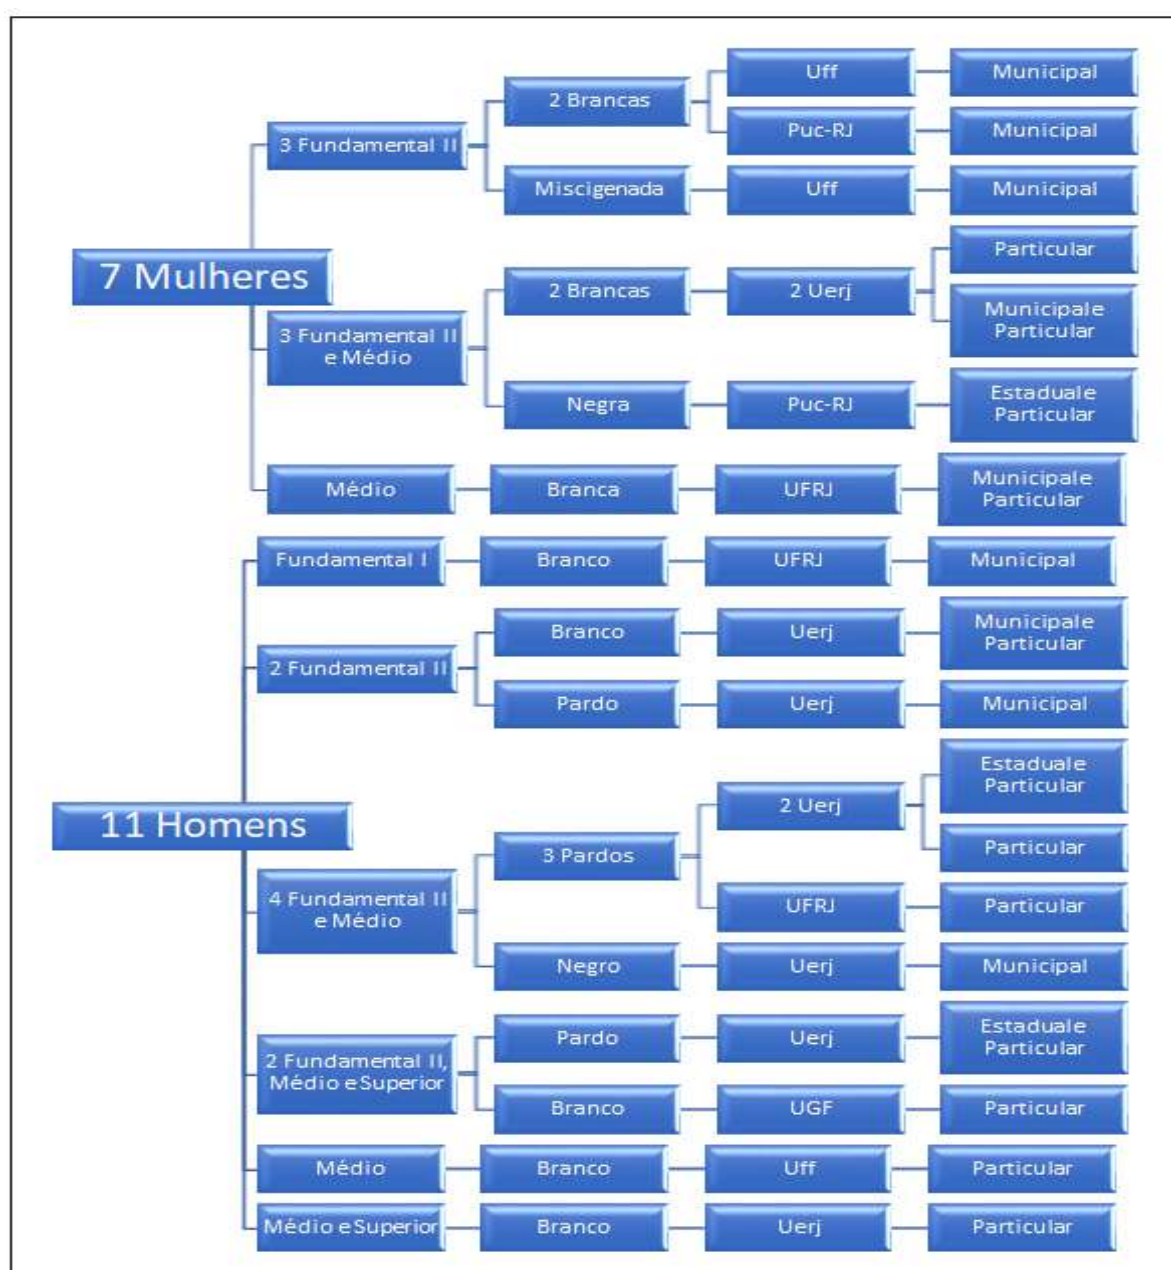 7 Mulheres
3 Fundamental II
2 Brancas
Uff
Municipal
Puc-RJ
Municipal
Miscigenada
Uff
Municipal
3 Fundamental II
e Médio
2 Brancas
2 Uerj
Particular
Municipale
Particular
Negra
Puc-RJ
Estaduale
Particular
Médio
Branca
UFRJ
Municipale
Particular
11 Homens
Fundamental I
Branco
UFRJ
Municipal
2 Fundamental II
Branco
Uerj
Municipale
Particular
Pardo
Uerj
Municipal
4 Fundamental II
e Médio
3 Pardos
2 Uerj
Estaduale
Particular
Particular
UFRJ
Particular
Negro
Uerj
Municipal
2 Fundamental II,
Médio e Superior
Pardo
Uerj
Estaduale
Particular
Branco
UGF
Particular
Médio
Branco
Uff
Particular
Médio e Superior
Branco
Uerj
Particular